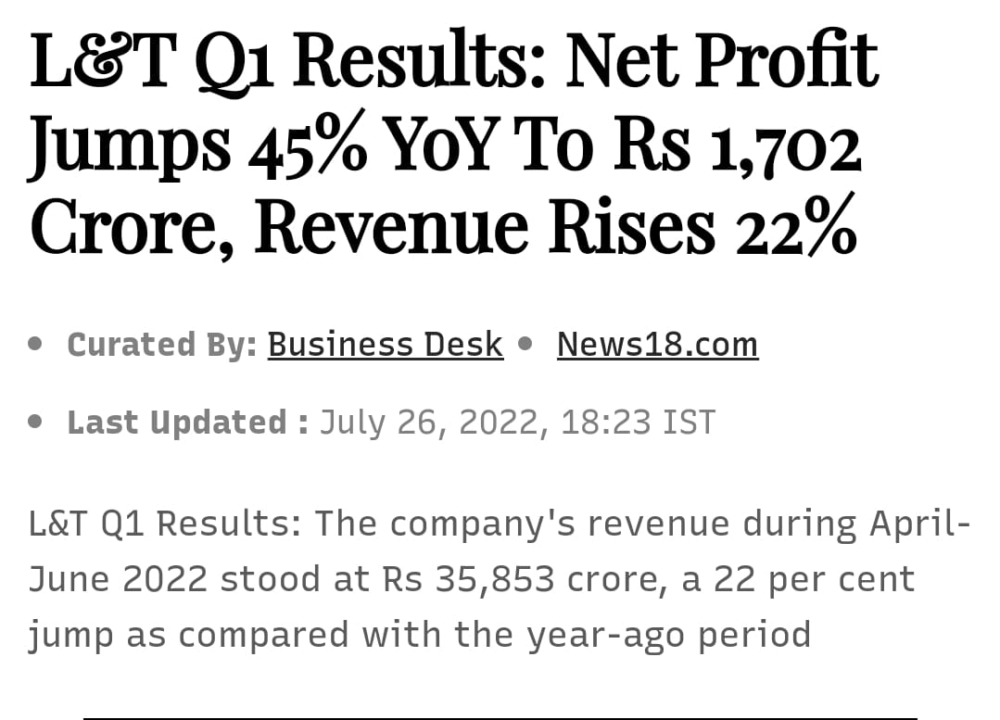 L&T Q1 Results: Net Profit
Jumps 45% YoY To Rs 1,702
Crore, Revenue Rises 22%
• Curated By: Business Desk • News18.com
• Last Updated : July 26, 2022, 18:23 IST
L&T Q1 Results: The company's revenue during April-
June 2022 stood at Rs 35,853 crore, a 22 per cent
jump as compared with the year-ago period